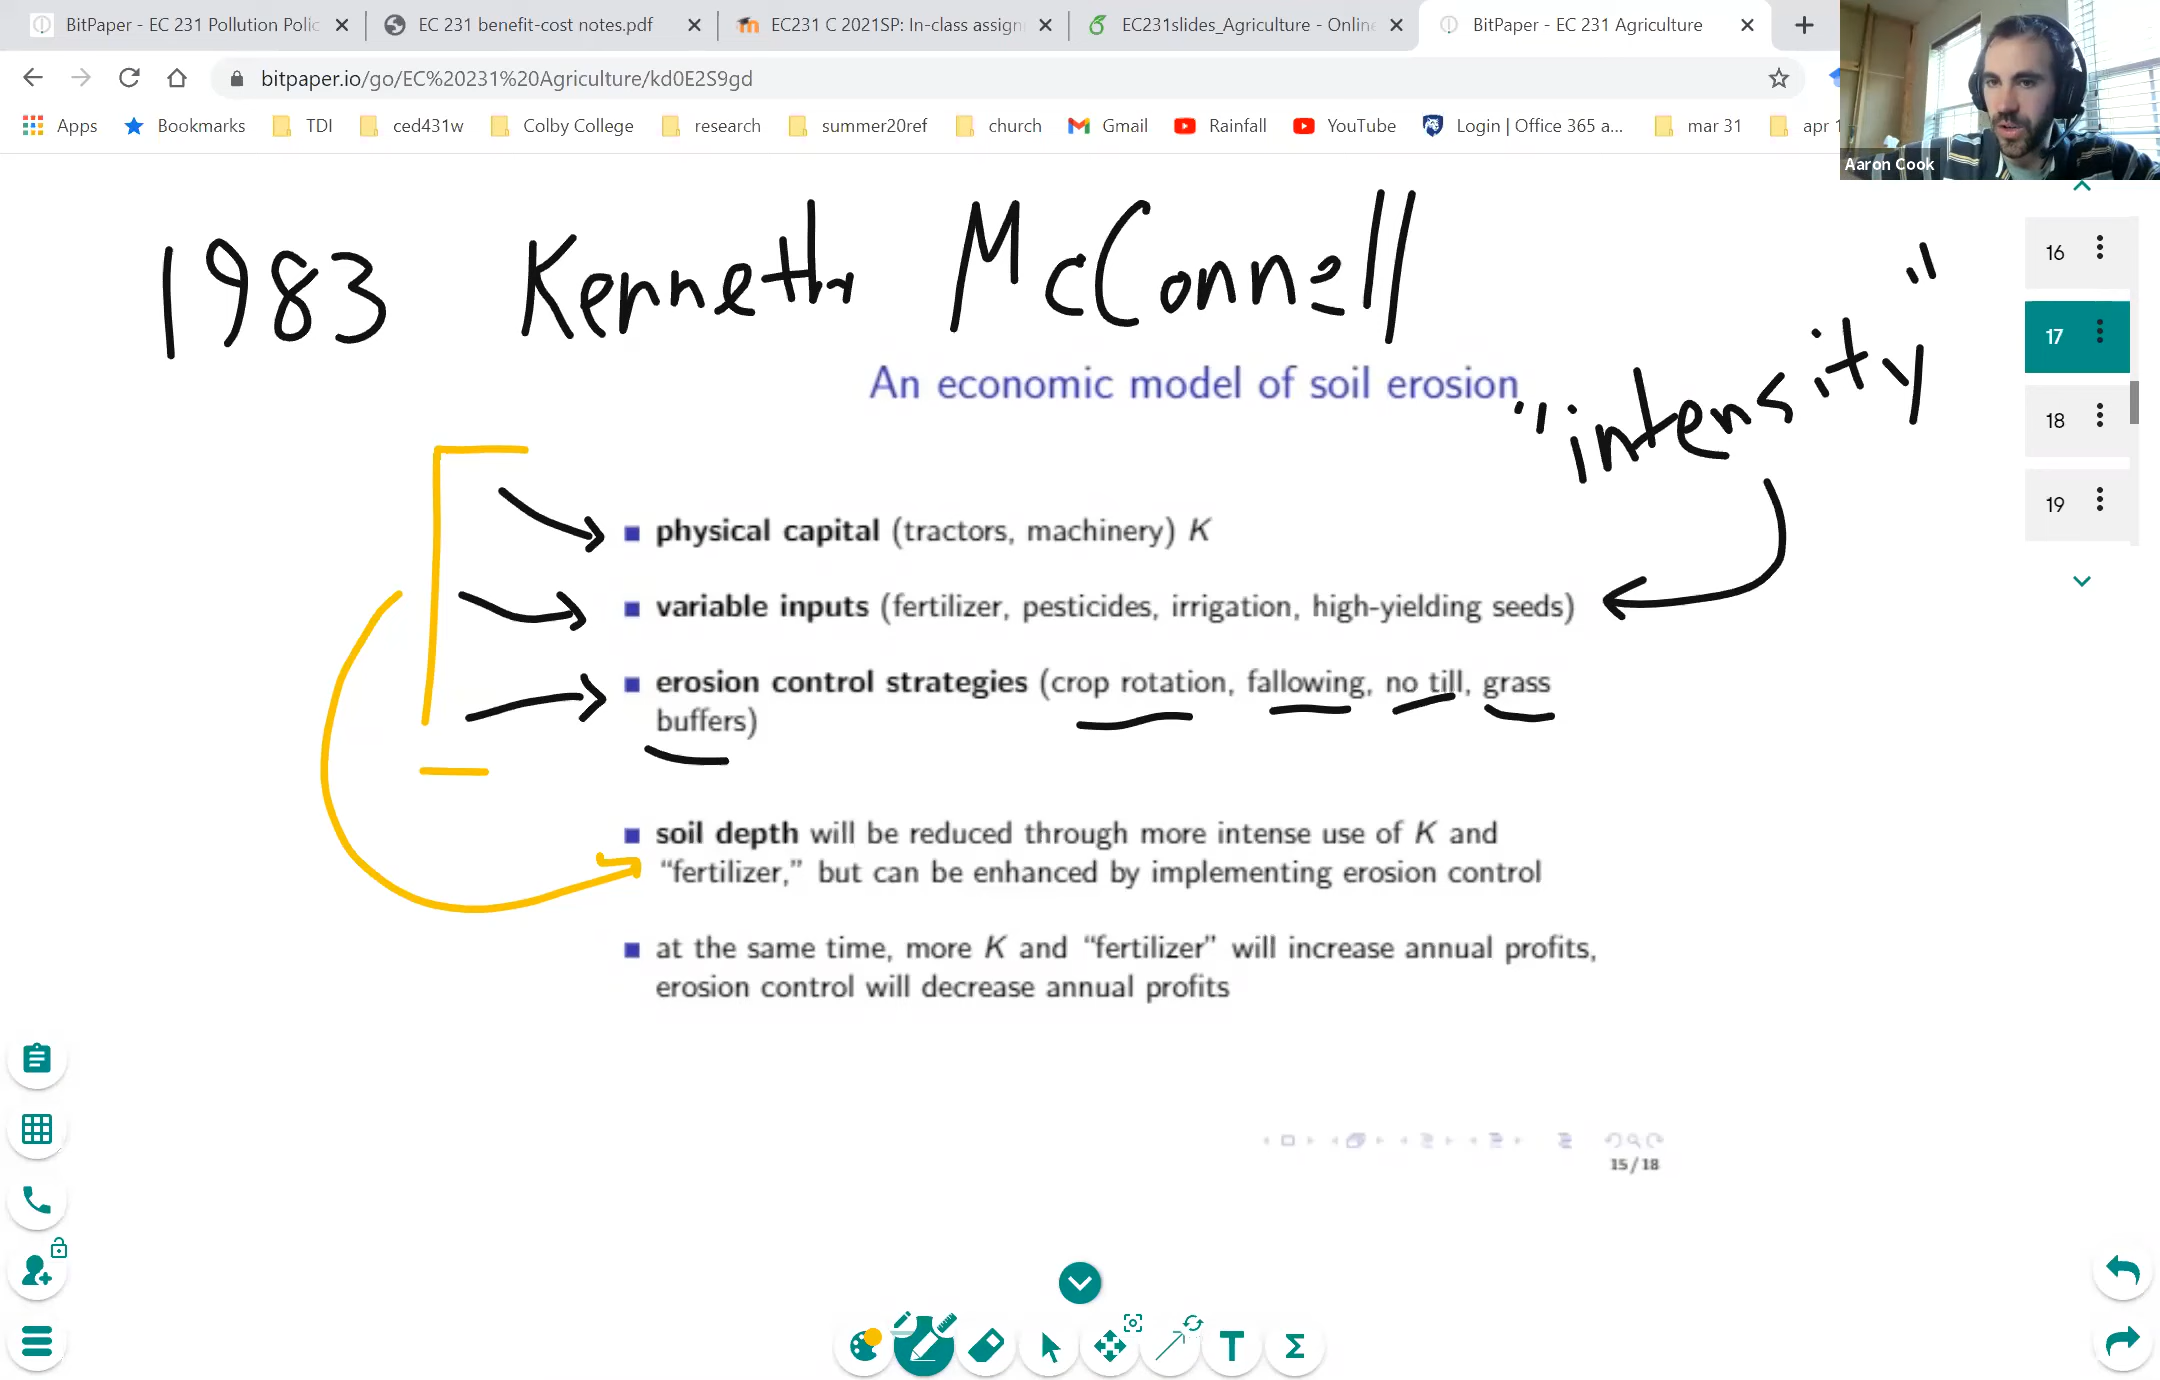 BitPaper - EC 231 Pollution Polic
EC 231 benefit-cost notes.pdf
EC231 C 2021SP: In-class assign
EC231slides_Agriculture - Online
BitPaper - EC 231 Agriculture
bitpaper.io/go/EC%20231%20Agriculture/kd0E2S9gd
Apps Bookmarks TDI ced431w Colby College research summer20ref church Gmail Rainfall YouTube Login | Office 365 a... mar 31 apr 1
Aaron Cook
1983 Kenneth McConnell
An economic model of soil erosion
"intensity"
physical capital (tractors, machinery) K
variable inputs (fertilizer, pesticides, irrigation, high-yielding seeds)
erosion control strategies (crop rotation, fallowing, no till, grass
buffers)
soil depth will be reduced through more intense use of K and
“fertilizer,” but can be enhanced by implementing erosion control
at the same time, more K and “fertilizer” will increase annual profits,
erosion control will decrease annual profits
15/18
16
17
18
19
T Σ